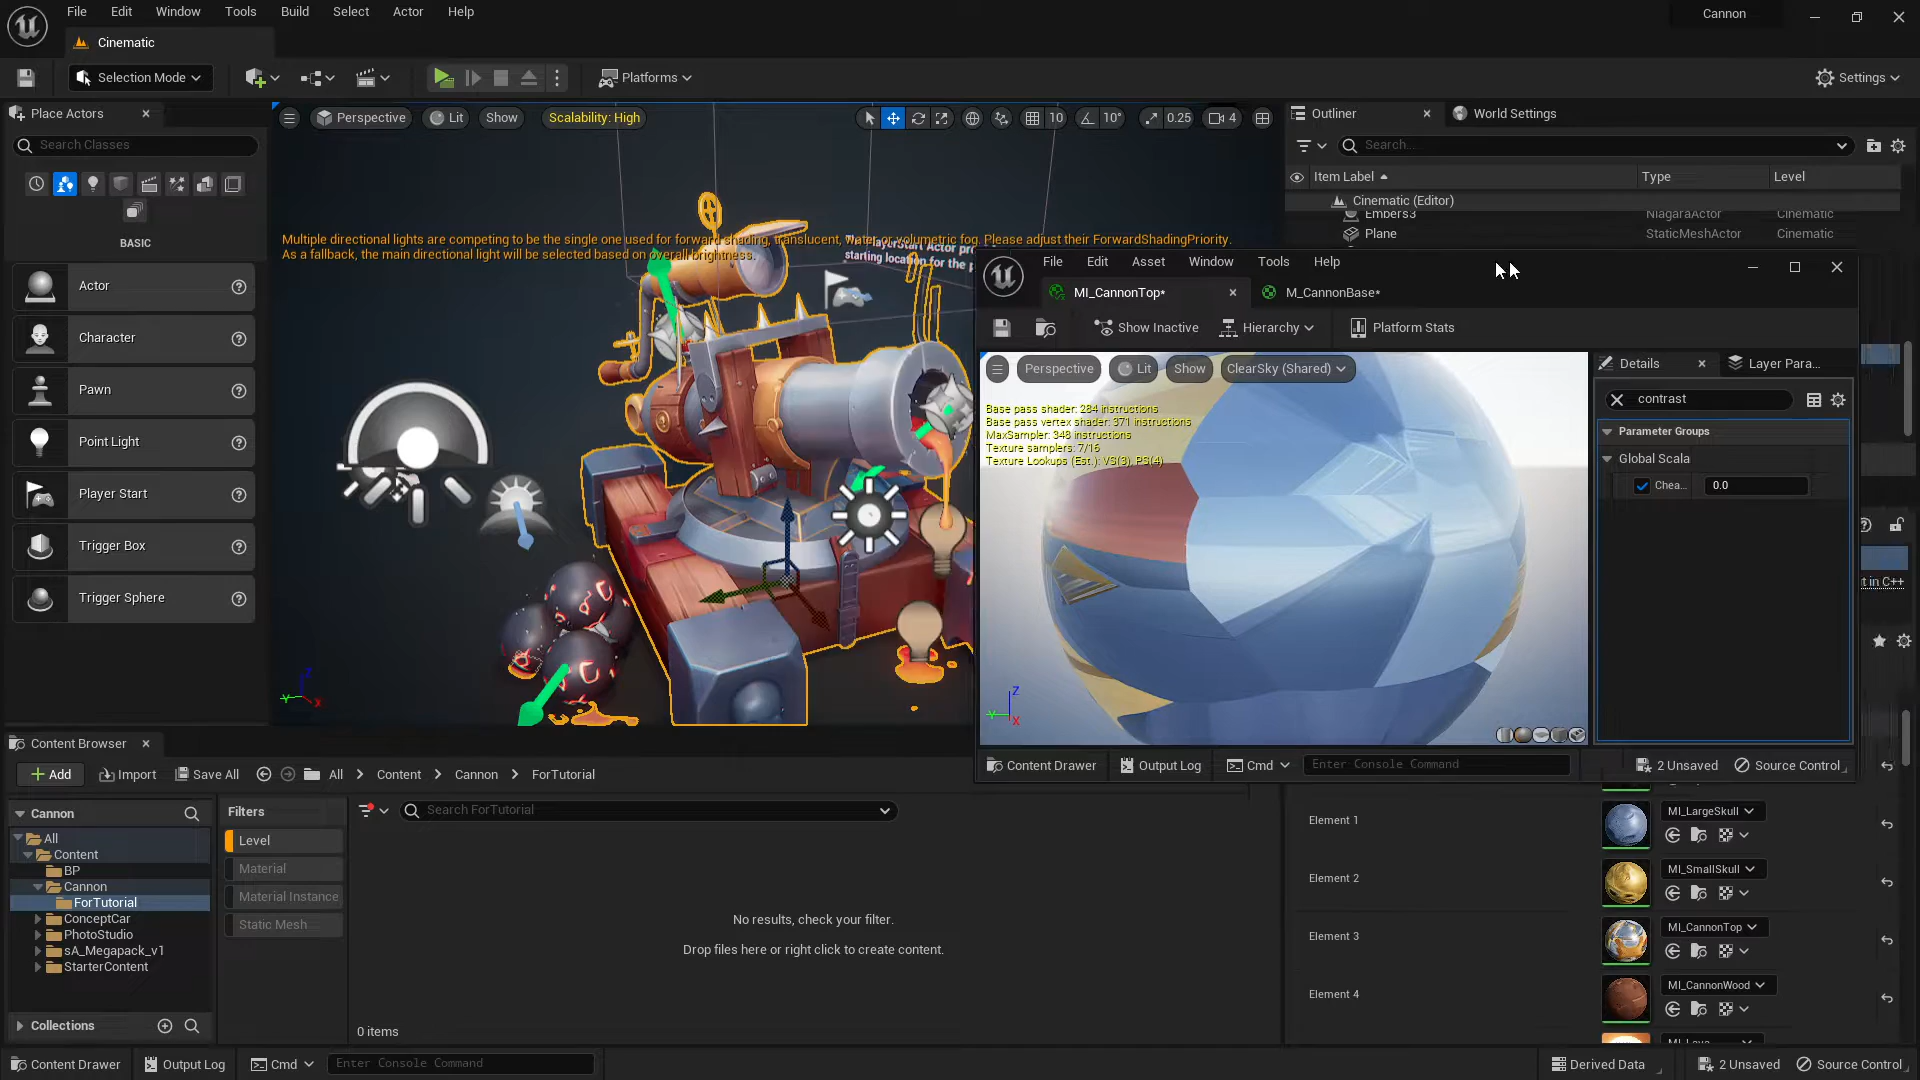 File Edit Window Tools Build Select Actor Help
Cannon
Cinematic
Selection Mode
Platforms
Settings
Place Actors
Search Classes
BASIC
Actor
Character
Pawn
Point Light
Player Start
Trigger Box
Trigger Sphere
Perspective Lit Show Scalability: High
10 10° 0.25 4
Multiple directional lights are competing to be the single one used for forward shading, translucent, water or volumetric fog. Please adjust their ForwardShadingPriority.
As a fallback, the main directional light will be selected based on overall brightness.
starting location for the
Outliner World Settings
Search...
Item Label Type Level
Cinematic (Editor)
Embers3 NiagaraActor Cinematic
Plane StaticMeshActor Cinematic
File Edit Asset Window Tools Help
MI_CannonTop* M_CannonBase*
Show Inactive Hierarchy Platform Stats
Perspective Lit Show ClearSky (Shared)
Base pass shader: 284 instructions
Base pass vertex shader: 371 instructions
MaxSampler: 348 instructions
Texture samplers: 7/16
Texture Lookups (Est.): VS(3), PS(4)
Z
Y
X
Details Layer Para...
contrast
Parameter Groups
Global Scala
Chea... 0.0
Content Drawer Output Log Cmd Enter Console Command 2 Unsaved Source Control
t in C++
Element 1 MI_LargeSkull
Element 2 MI_SmallSkull
Element 3 MI_CannonTop
Element 4 MI_CannonWood
Content Browser
Add Import Save All All Content Cannon ForTutorial
Cannon
All
Content
BP
Cannon
ForTutorial
ConceptCar
PhotoStudio
sA_Megapack_v1
StarterContent
Collections
Filters
Level
Material
Material Instance
Static Mesh
Search ForTutorial
No results, check your filter.
Drop files here or right click to create content.
0 items
Content Drawer Output Log Cmd Enter Console Command Derived Data 2 Unsaved Source Control